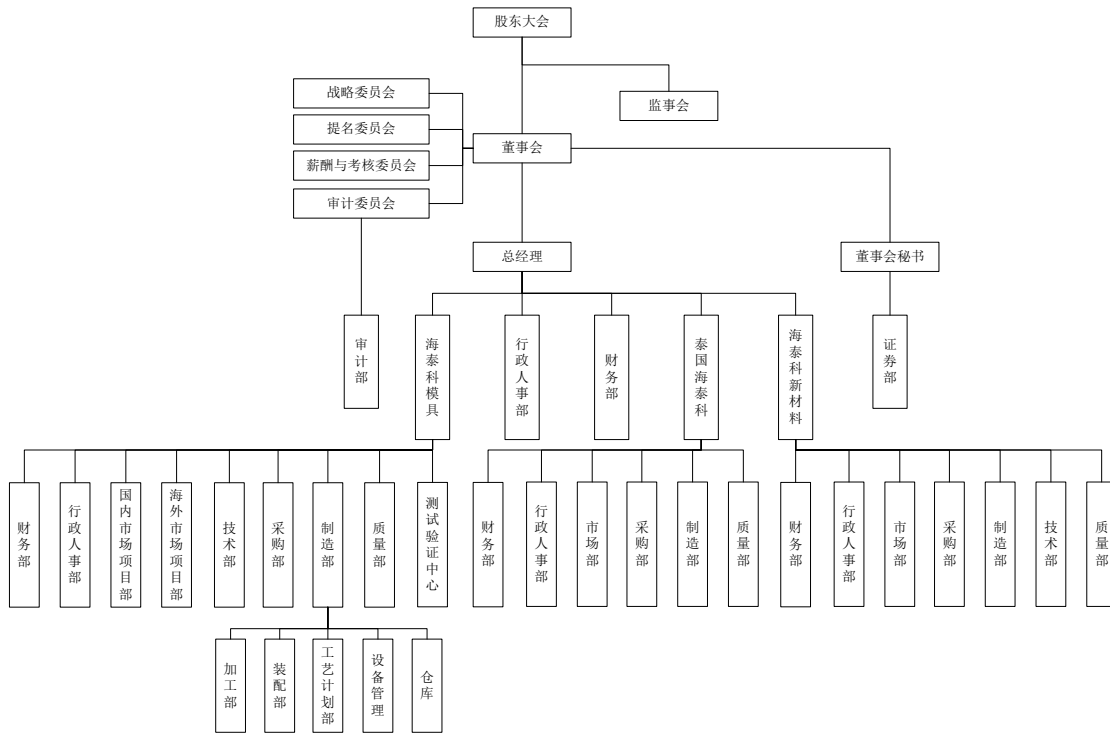 股东大会
监事会
战略委员会
提名委员会
董事会
薪酬与考核委员会
审计委员会
总经理
董事会秘书
审计部
海泰科模具
行政人事部
财务部
泰国海泰科
海泰科新材料
证券部
财务部
行政人事部
国内市场项目部
海外市场项目部
技术部
采购部
制造部
质量部
测试验证中心
财务部
行政人事部
市场部
采购部
制造部
质量部
财务部
行政人事部
市场部
采购部
制造部
技术部
质量部
加工部
装配部
工艺计划部
设备管理
仓库